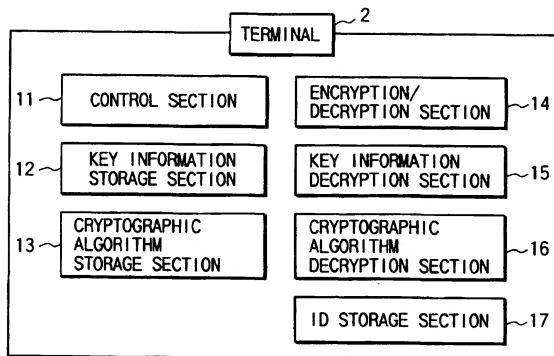 TERMINAL
2
11
CONTROL SECTION
ENCRYPTION/
DECRYPTION SECTION
14
12
KEY INFORMATION
STORAGE SECTION
KEY INFORMATION
DECRYPTION SECTION
15
13
CRYPTOGRAPHIC
ALGORITHM
STORAGE SECTION
CRYPTOGRAPHIC
ALGORITHM
DECRYPTION SECTION
16
ID STORAGE SECTION
17